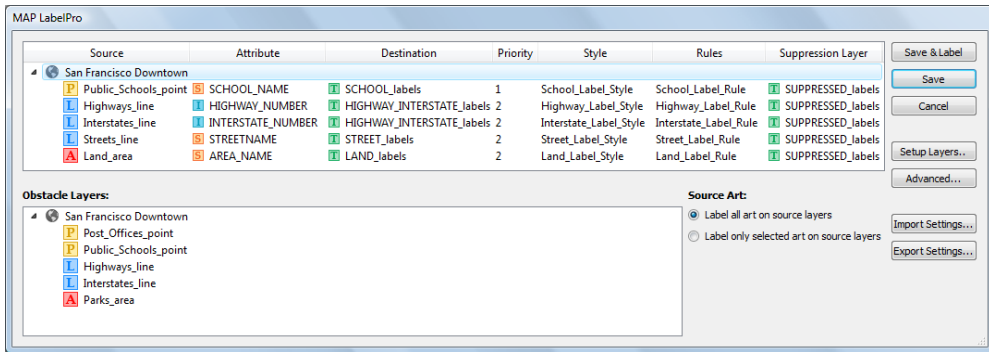 MAP LabelPro
Source Attribute Destination Priority Style Rules Suppression Layer
San Francisco Downtown
P Public_Schools_point S SCHOOL_NAME T SCHOOL_labels 1 School_Label_Style School_Label_Rule T SUPPRESSED_labels
L Highways_line I HIGHWAY_NUMBER T HIGHWAY_INTERSTATE_labels 2 Highway_Label_Style Highway_Label_Rule T SUPPRESSED_labels
L Interstates_line I INTERSTATE_NUMBER T HIGHWAY_INTERSTATE_labels 2 Interstate_Label_Style Interstate_Label_Rule T SUPPRESSED_labels
L Streets_line S STREETNAME T STREET_labels 2 Street_Label_Style Street_Label_Rule T SUPPRESSED_labels
A Land_area S AREA_NAME T LAND_labels 2 Land_Label_Style Land_Label_Rule T SUPPRESSED_labels
Save & Label
Save
Cancel
Setup Layers..
Advanced...
Import Settings...
Export Settings...
Obstacle Layers:
San Francisco Downtown
P Post_Offices_point
P Public_Schools_point
L Highways_line
L Interstates_line
A Parks_area
Source Art:
Label all art on source layers
Label only selected art on source layers